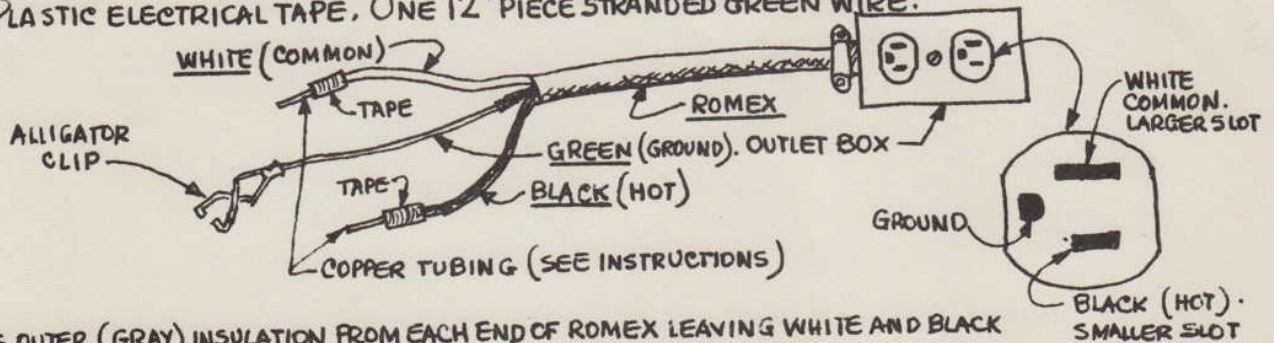 PLASTIC ELECTRICAL TAPE, ONE 12" PIECE STRANDED GREEN WIRE.
WHITE (COMMON)
TAPE
ROMEX
WHITE
COMMON.
LARGER SLOT
ALLIGATOR
CLIP
GREEN (GROUND).
OUTLET BOX
TAPE
BLACK (HOT)
GROUND
COPPER TUBING (SEE INSTRUCTIONS)
BLACK (HOT).
SMALLER SLOT
OUTER (GRAY) INSULATION FROM EACH END OF ROMEX LEAVING WHITE AND BLACK